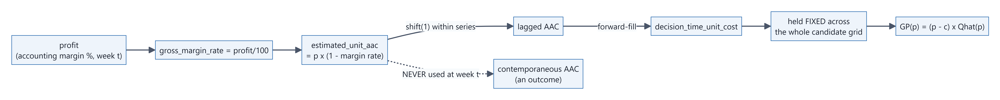 profit
(accounting margin %, week t)
gross_margin_rate = profit/100
estimated_unit_aac
= p x (1 - margin rate)
shift(1) within series
lagged AAC
forward-fill
decision_time_unit_cost
held FIXED across
the whole candidate grid
GP(p) = (p - c) x Qhat(p)
NEVER used at week t
contemporaneous AAC
(an outcome)